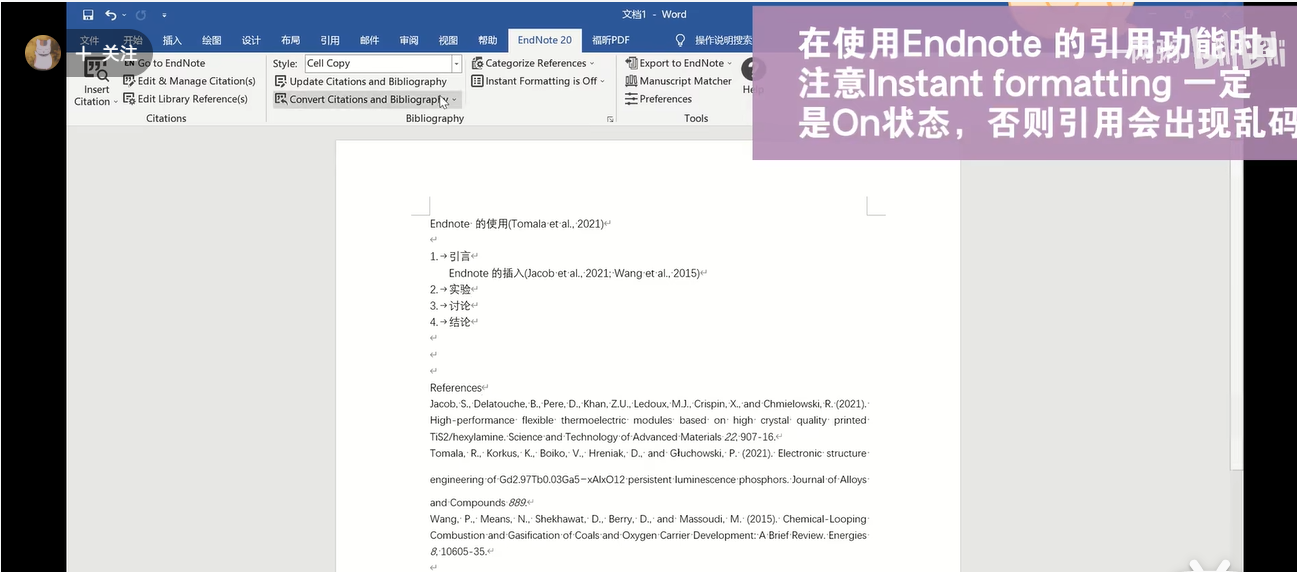 文档1 - Word
文件 开始 插入 绘图 设计 布局 引用 邮件 审阅 视图 帮助 EndNote 20 福昕PDF 操作说明搜索
+ 关注
在使用Endnote 的引用功能时，
注意Instant formatting 一定
是On状态，否则引用会出现乱码
bilibili
Go to EndNote
Edit & Manage Citation(s)
Edit Library Reference(s)
Insert
Citation
Citations
Style: Cell Copy
Update Citations and Bibliography
Convert Citations and Bibliography
Categorize References
Instant Formatting is Off
Bibliography
Export to EndNote
Manuscript Matcher
Preferences
Tools
Help
Endnote 的使用(Tomala et al., 2021)
1. 引言
Endnote 的插入(Jacob et al., 2021; Wang et al., 2015)
2. 实验
3. 讨论
4. 结论
References
Jacob, S., Delatouche, B., Pere, D., Khan, Z.U., Ledoux, M.J., Crispin, X., and Chmielowski, R. (2021).
High-performance flexible thermoelectric modules based on high crystal quality printed
TiS2/hexylamine. Science and Technology of Advanced Materials 22, 907-16.
Tomala, R., Korkus, K., Boiko, V., Hreniak, D., and Głuchowski, P. (2021). Electronic structure
engineering of Gd2.97Tb0.03Ga5−xAlxO12 persistent luminescence phosphors. Journal of Alloys
and Compounds 889.
Wang, P., Means, N., Shekhawat, D., Berry, D., and Massoudi, M. (2015). Chemical-Looping
Combustion and Gasification of Coals and Oxygen Carrier Development: A Brief Review. Energies
8, 10605-35.